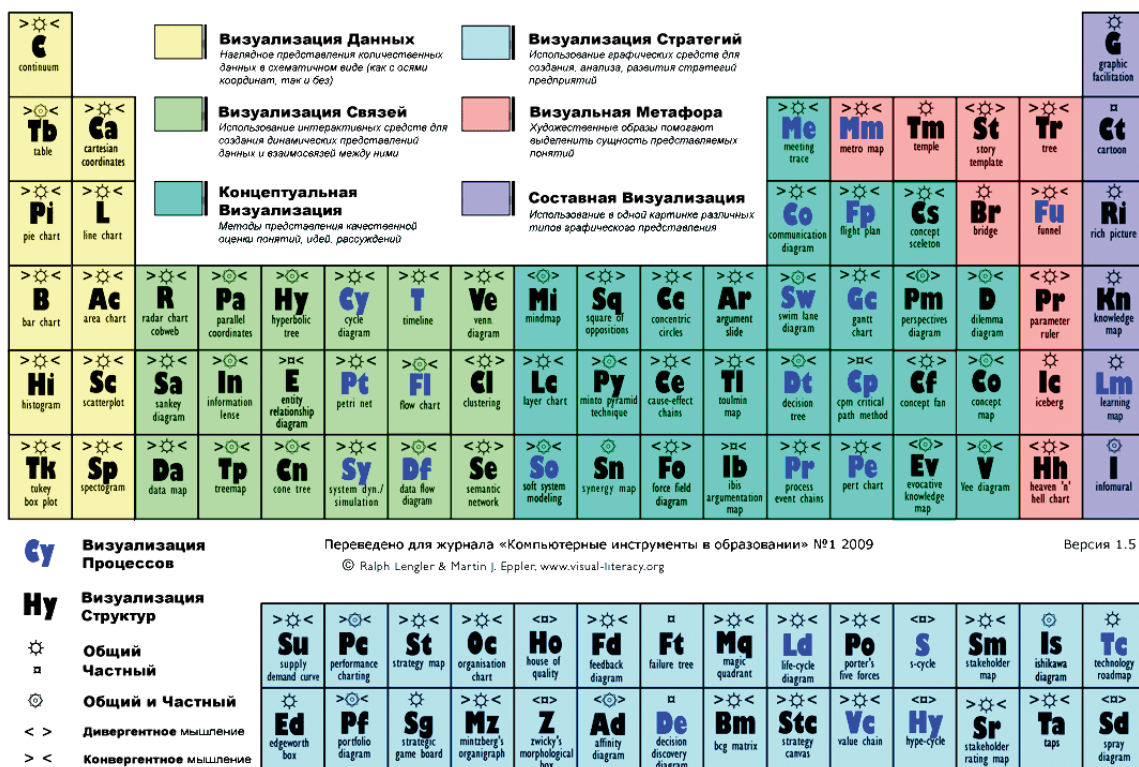 > ☼ <
C
continuum
Визуализация Данных
Наглядное представления количественных
данных в схематичном виде (как с осями
координат, так и без)
Визуализация Стратегий
Использование графических средств для
создания, анализа, развития стратегий
предприятий
☼
G
graphic
facilitation
Tb
table
Ca
cartesian
coordinates
Визуализация Связей
Использование интерактивных средств для
создания динамических представлений
данных и взаимосвязей между ними
Визуальная Метафора
Художественные образы помогают
выделить сущность представляемых
понятий
Me
meeting
trace
Mm
metro map
Tm
temple
St
story
template
Tr
tree
Ct
cartoon
Pi
pie chart
L
line chart
Концептуальная
Визуализация
Методы представления качественной
оценки понятий, идей, рассуждений
Составная Визуализация
Использование в одной картинке различных
типов графического представления
Co
communication
diagram
Fp
flight plan
Cs
concept
sceleton
Br
bridge
Fu
funnel
Ri
rich picture
B
bar chart
Ac
area chart
R
radar chart
cobweb
Pa
parallel
coordinates
Hy
hyperbolic
tree
Cy
cycle
diagram
T
timeline
Ve
venn
diagram
Mi
mindmap
Sq
square of
oppositions
Cc
concentric
circles
Ar
argument
slide
Sw
swim lane
diagram
Gc
gantt
chart
Pm
perspectives
diagram
D
dilemma
diagram
Pr
parameter
ruler
Kn
knowledge
map
Hi
histogram
Sc
scatterplot
Sa
sankey
diagram
In
information
lense
E
entity
relationship
diagram
Pt
petri net
Fl
flow chart
Cl
clustering
Lc
layer chart
Py
minto pyramid
technique
Ce
cause-effect
chains
Tl
toulmin
map
Dt
decision
tree
Cp
cpm critical
path method
Cf
concept fan
Co
concept
map
Ic
iceberg
Lm
learning
map
Tk
tukey
box plot
Sp
spectogram
Da
data map
Tp
treemap
Cn
cone tree
Sy
system dyn./
simulation
Df
data flow
diagram
Se
semantic
network
So
soft system
modeling
Sn
synergy map
Fo
force field
diagram
Ib
ibis
argumentation
map
Pr
process
event chains
Pe
pert chart
Ev
evocative
knowledge
map
V
Vee diagram
Hh
heaven 'n'
hell chart
I
infomural
Cy
Визуализация
Процессов
Переведено для журнала «Компьютерные инструменты в образовании» №1 2009
Версия 1.5
© Ralph Lengler & Martin J. Eppler, www.visual-literacy.org
Hy
Визуализация
Структур
☼ Общий
¤ Частный
Общий и Частный
< > Дивергентное мышление
> < Конвергентное мышление
Su
supply
demand curve
Pc
performance
charting
St
strategy map
Oc
organisation
chart
Ho
house of
quality
Fd
feedback
diagram
Ft
failure tree
Mq
magic
quadrant
Ld
life-cycle
diagram
Po
porter's
five forces
S
s-cycle
Sm
stakeholder
map
Is
ishikawa
diagram
Tc
technology
roadmap
Ed
edgeworth
box
Pf
portfolio
diagram
Sg
strategic
game board
Mz
mintzberg's
organigraph
Z
zwicky's
morphological
box
Ad
affinity
diagram
De
decision
discovery
diagram
Bm
bcg matrix
Stc
strategy
canvas
Vc
value chain
Hy
hype-cycle
Sr
stakeholder
rating map
Ta
taps
Sd
spray
diagram